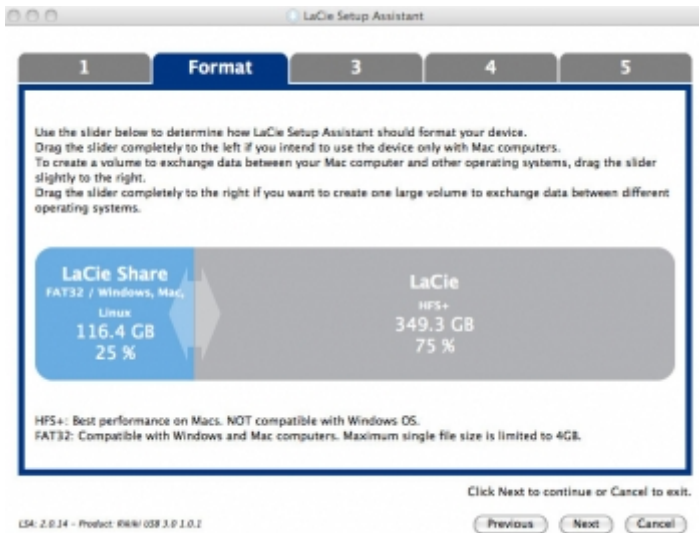 LaCie Setup Assistant
1 Format 3 4 5
Use the slider below to determine how LaCie Setup Assistant should format your device.
Drag the slider completely to the left if you intend to use the device only with Mac computers.
To create a volume to exchange data between your Mac computer and other operating systems, drag the slider
slightly to the right.
Drag the slider completely to the right if you want to create one large volume to exchange data between different
operating systems.
LaCie Share
FAT32 / Windows, Mac,
Linux
116.4 GB
25 %
LaCie
HFS+
349.3 GB
75 %
HFS+: Best performance on Macs. NOT compatible with Windows OS.
FAT32: Compatible with Windows and Mac computers. Maximum single file size is limited to 4GB.
Click Next to continue or Cancel to exit.
LSA: 2.0.14 - Product: Rikiki USB 3.0 1.0.1
Previous Next Cancel